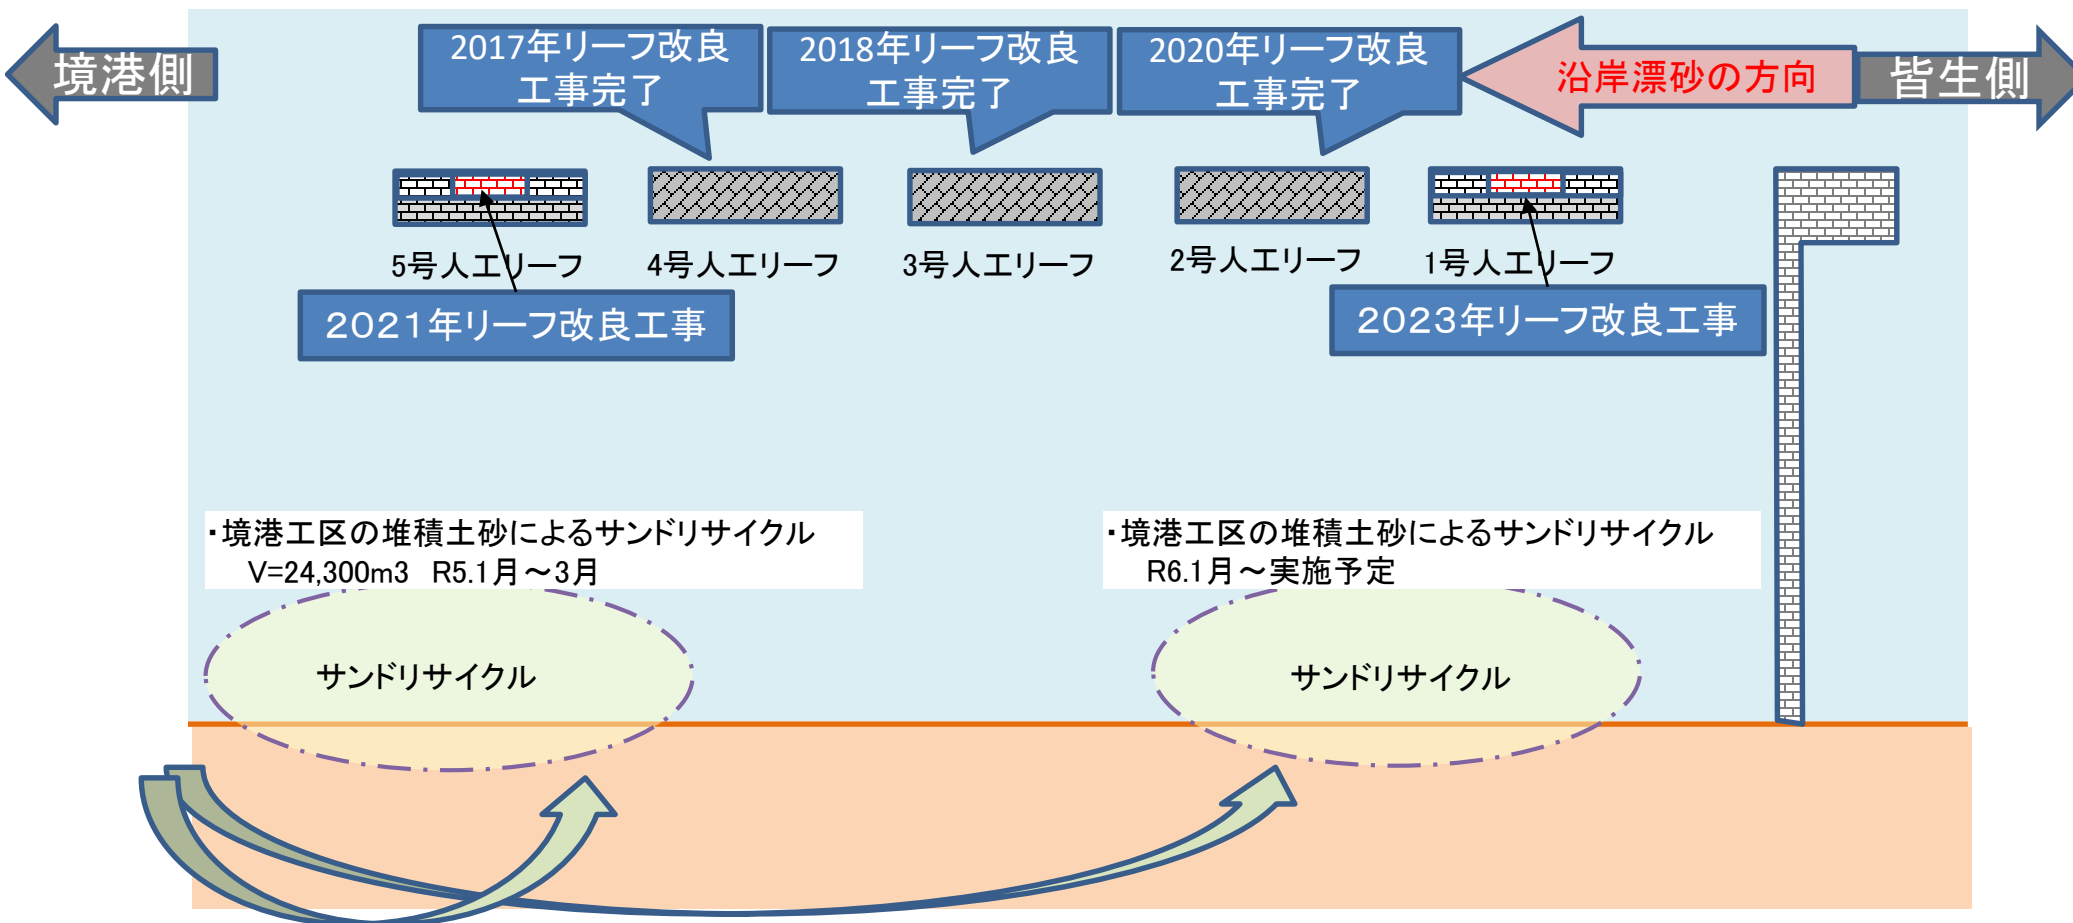 境港側
2017年リーフ改良
工事完了
2018年リーフ改良
工事完了
2020年リーフ改良
工事完了
沿岸漂砂の方向
皆生側
5号人工リーフ
4号人工リーフ
3号人工リーフ
2号人工リーフ
1号人工リーフ
2021年リーフ改良工事
2023年リーフ改良工事
・境港工区の堆積土砂によるサンドリサイクル
V=24,300m3 R5.1月～3月
・境港工区の堆積土砂によるサンドリサイクル
R6.1月～実施予定
サンドリサイクル
サンドリサイクル